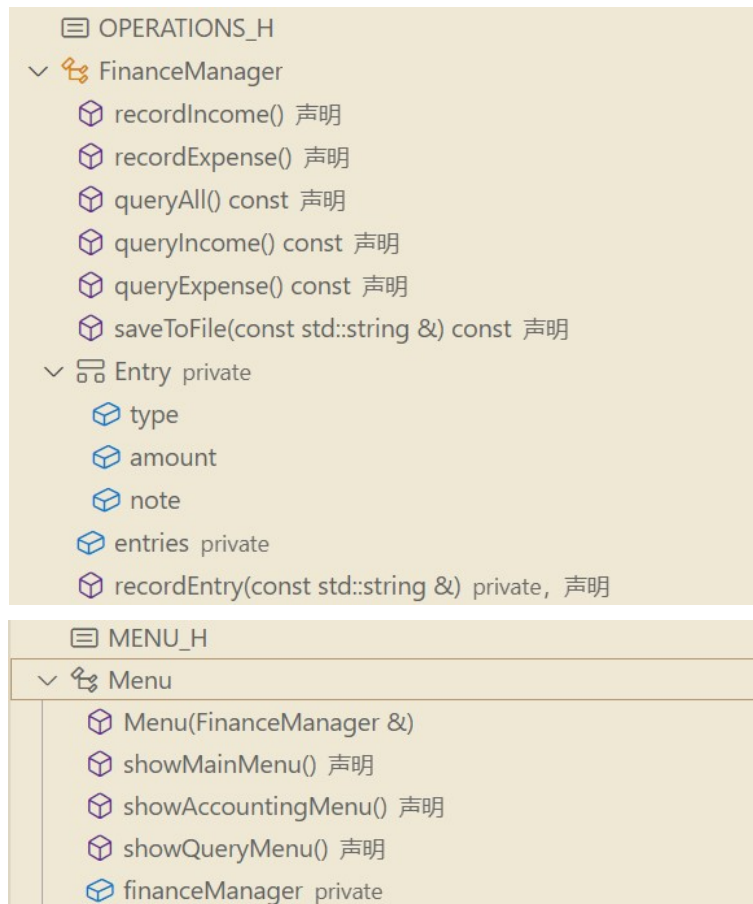 OPERATIONS_H
FinanceManager
recordIncome() 声明
recordExpense() 声明
queryAll() const 声明
queryIncome() const 声明
queryExpense() const 声明
saveToFile(const std::string &) const 声明
Entry private
type
amount
note
entries private
recordEntry(const std::string &) private，声明
MENU_H
Menu
Menu(FinanceManager &)
showMainMenu() 声明
showAccountingMenu() 声明
showQueryMenu() 声明
financeManager private